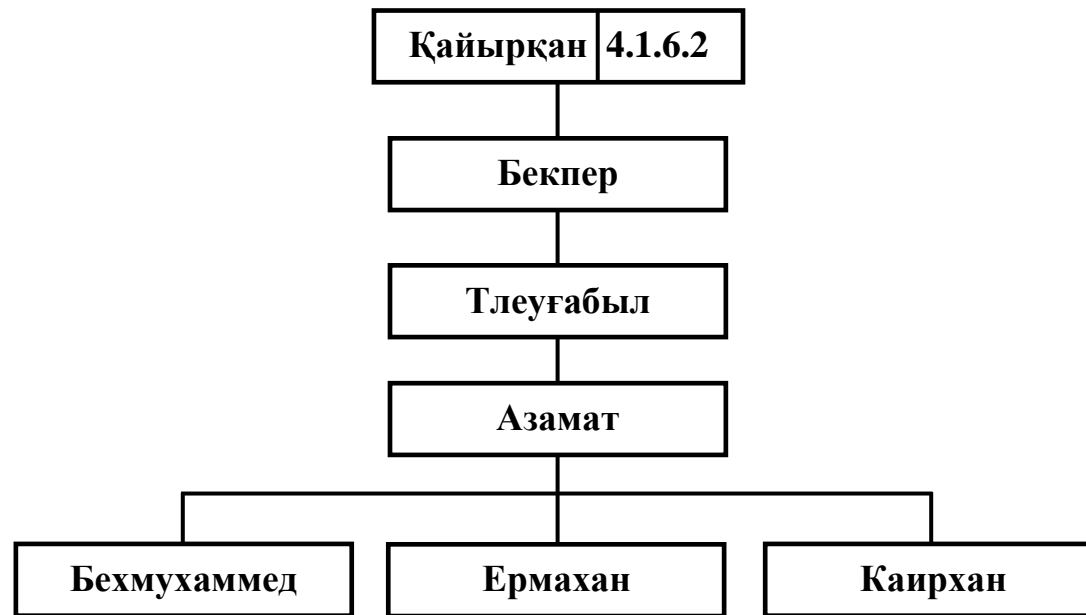 Қайырқан 4.1.6.2
Бекпер
Тлеуғабыл
Азамат
Бехмухаммед Ермахан Каирхан